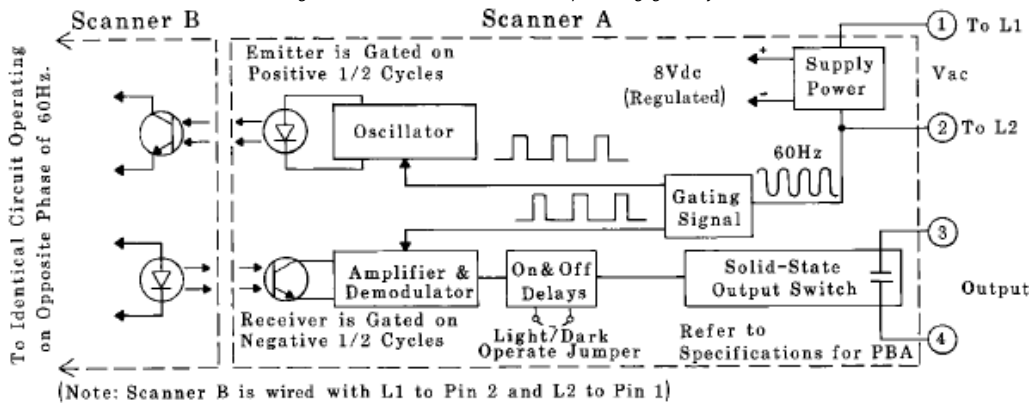 Scanner B
Scanner A
1 To L1
Emitter is Gated on
Positive 1/2 Cycles
+
-
8Vdc
(Regulated)
Supply
Power
Vac
2 To L2
Oscillator
60Hz
Gating
Signal
To Identical Circuit Operating
on Opposite Phase of 60Hz.
3
Amplifier &
Demodulator
On & Off
Delays
Solid-State
Output Switch
Output
Receiver is Gated on
Negative 1/2 Cycles
Light/Dark
Operate Jumper
Refer to
Specifications for PBA
4
(Note: Scanner B is wired with L1 to Pin 2 and L2 to Pin 1)